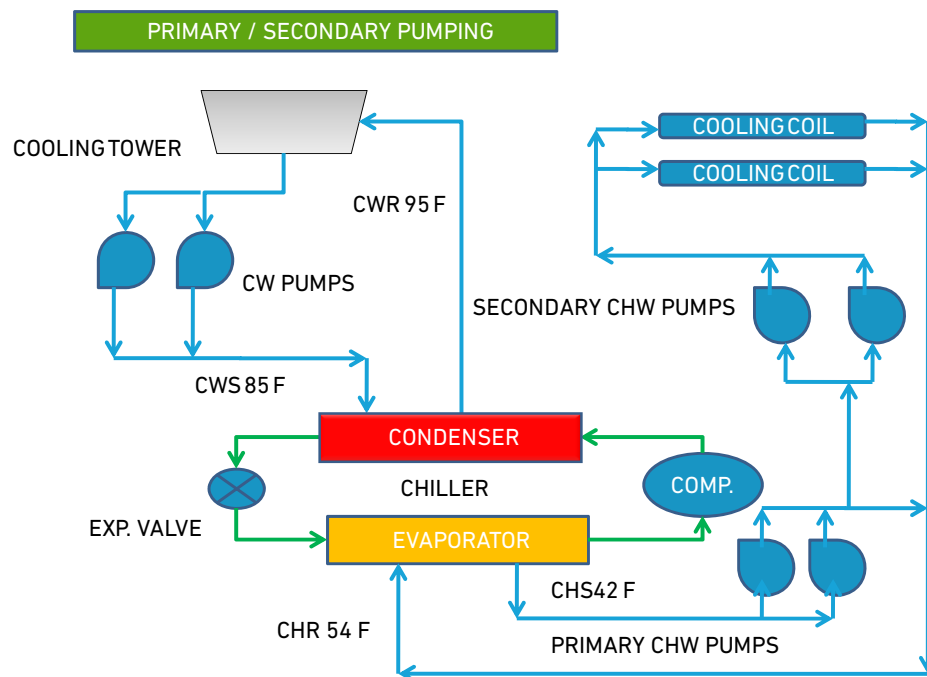 PRIMARY / SECONDARY PUMPING
COOLING TOWER
CWR 95 F
COOLING COIL
COOLING COIL
CW PUMPS
SECONDARY CHW PUMPS
CWS 85 F
CONDENSER
CHILLER
COMP.
EXP. VALVE
EVAPORATOR
CHS42 F
CHR 54 F
PRIMARY CHW PUMPS